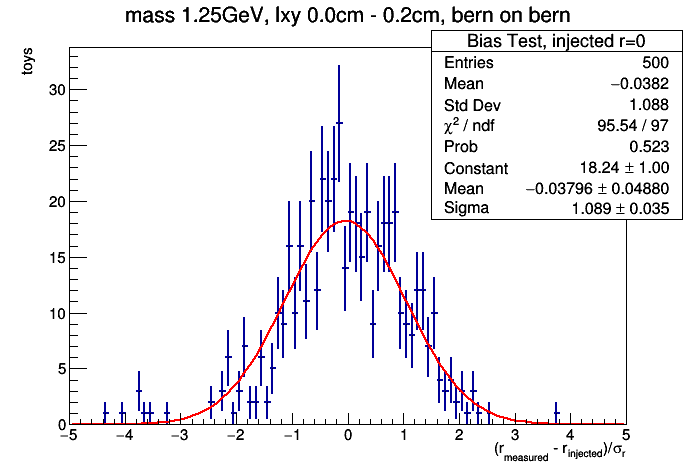 mass 1.25GeV, lxy 0.0cm - 0.2cm, bern on bern
toys
Bias Test, injected r=0
Entries 500
Mean −0.0382
Std Dev 1.088
χ² / ndf 95.54 / 97
Prob 0.523
Constant 18.24 ± 1.00
Mean −0.03796 ± 0.04880
Sigma 1.089 ± 0.035
30
25
20
15
10
5
0
−5 −4 −3 −2 −1 0 1 2 3 4 5
(r_measured - r_injected)/σ_r